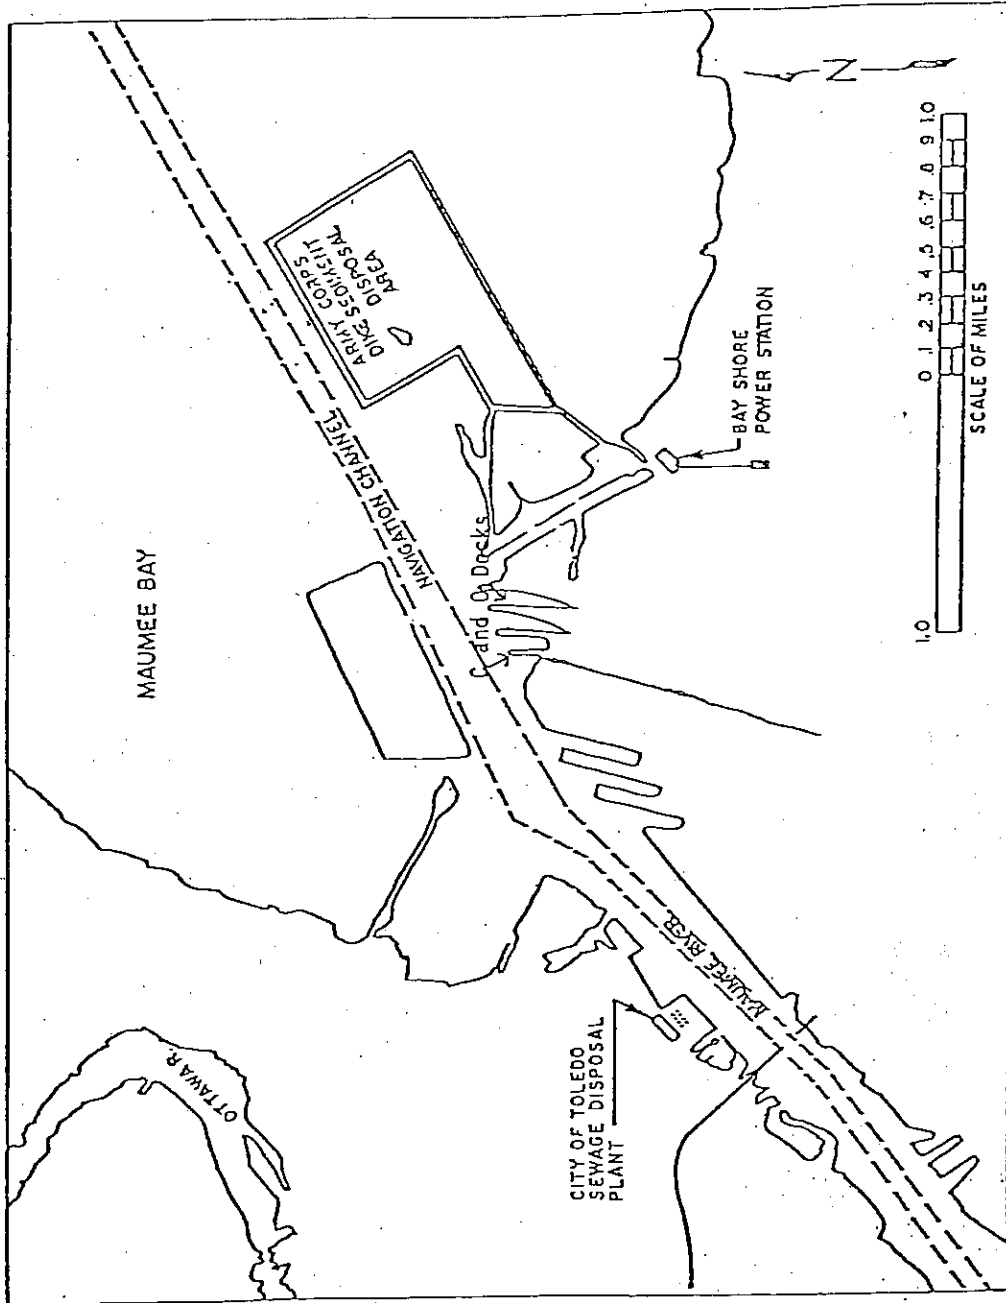 MAUMEE BAY
NAVIGATION CHANNEL
ARMY CORPS
DIKE SEDIMENT
DISPOSAL
AREA
C and O Docks
BAY SHORE
POWER STATION
OTTAWA R.
CITY OF TOLEDO
SEWAGE DISPOSAL
PLANT
MAUMEE RIVER
N
1.0 0 .1 .2 .3 4 .5 .6 .7 .8 9 1.0
SCALE OF MILES